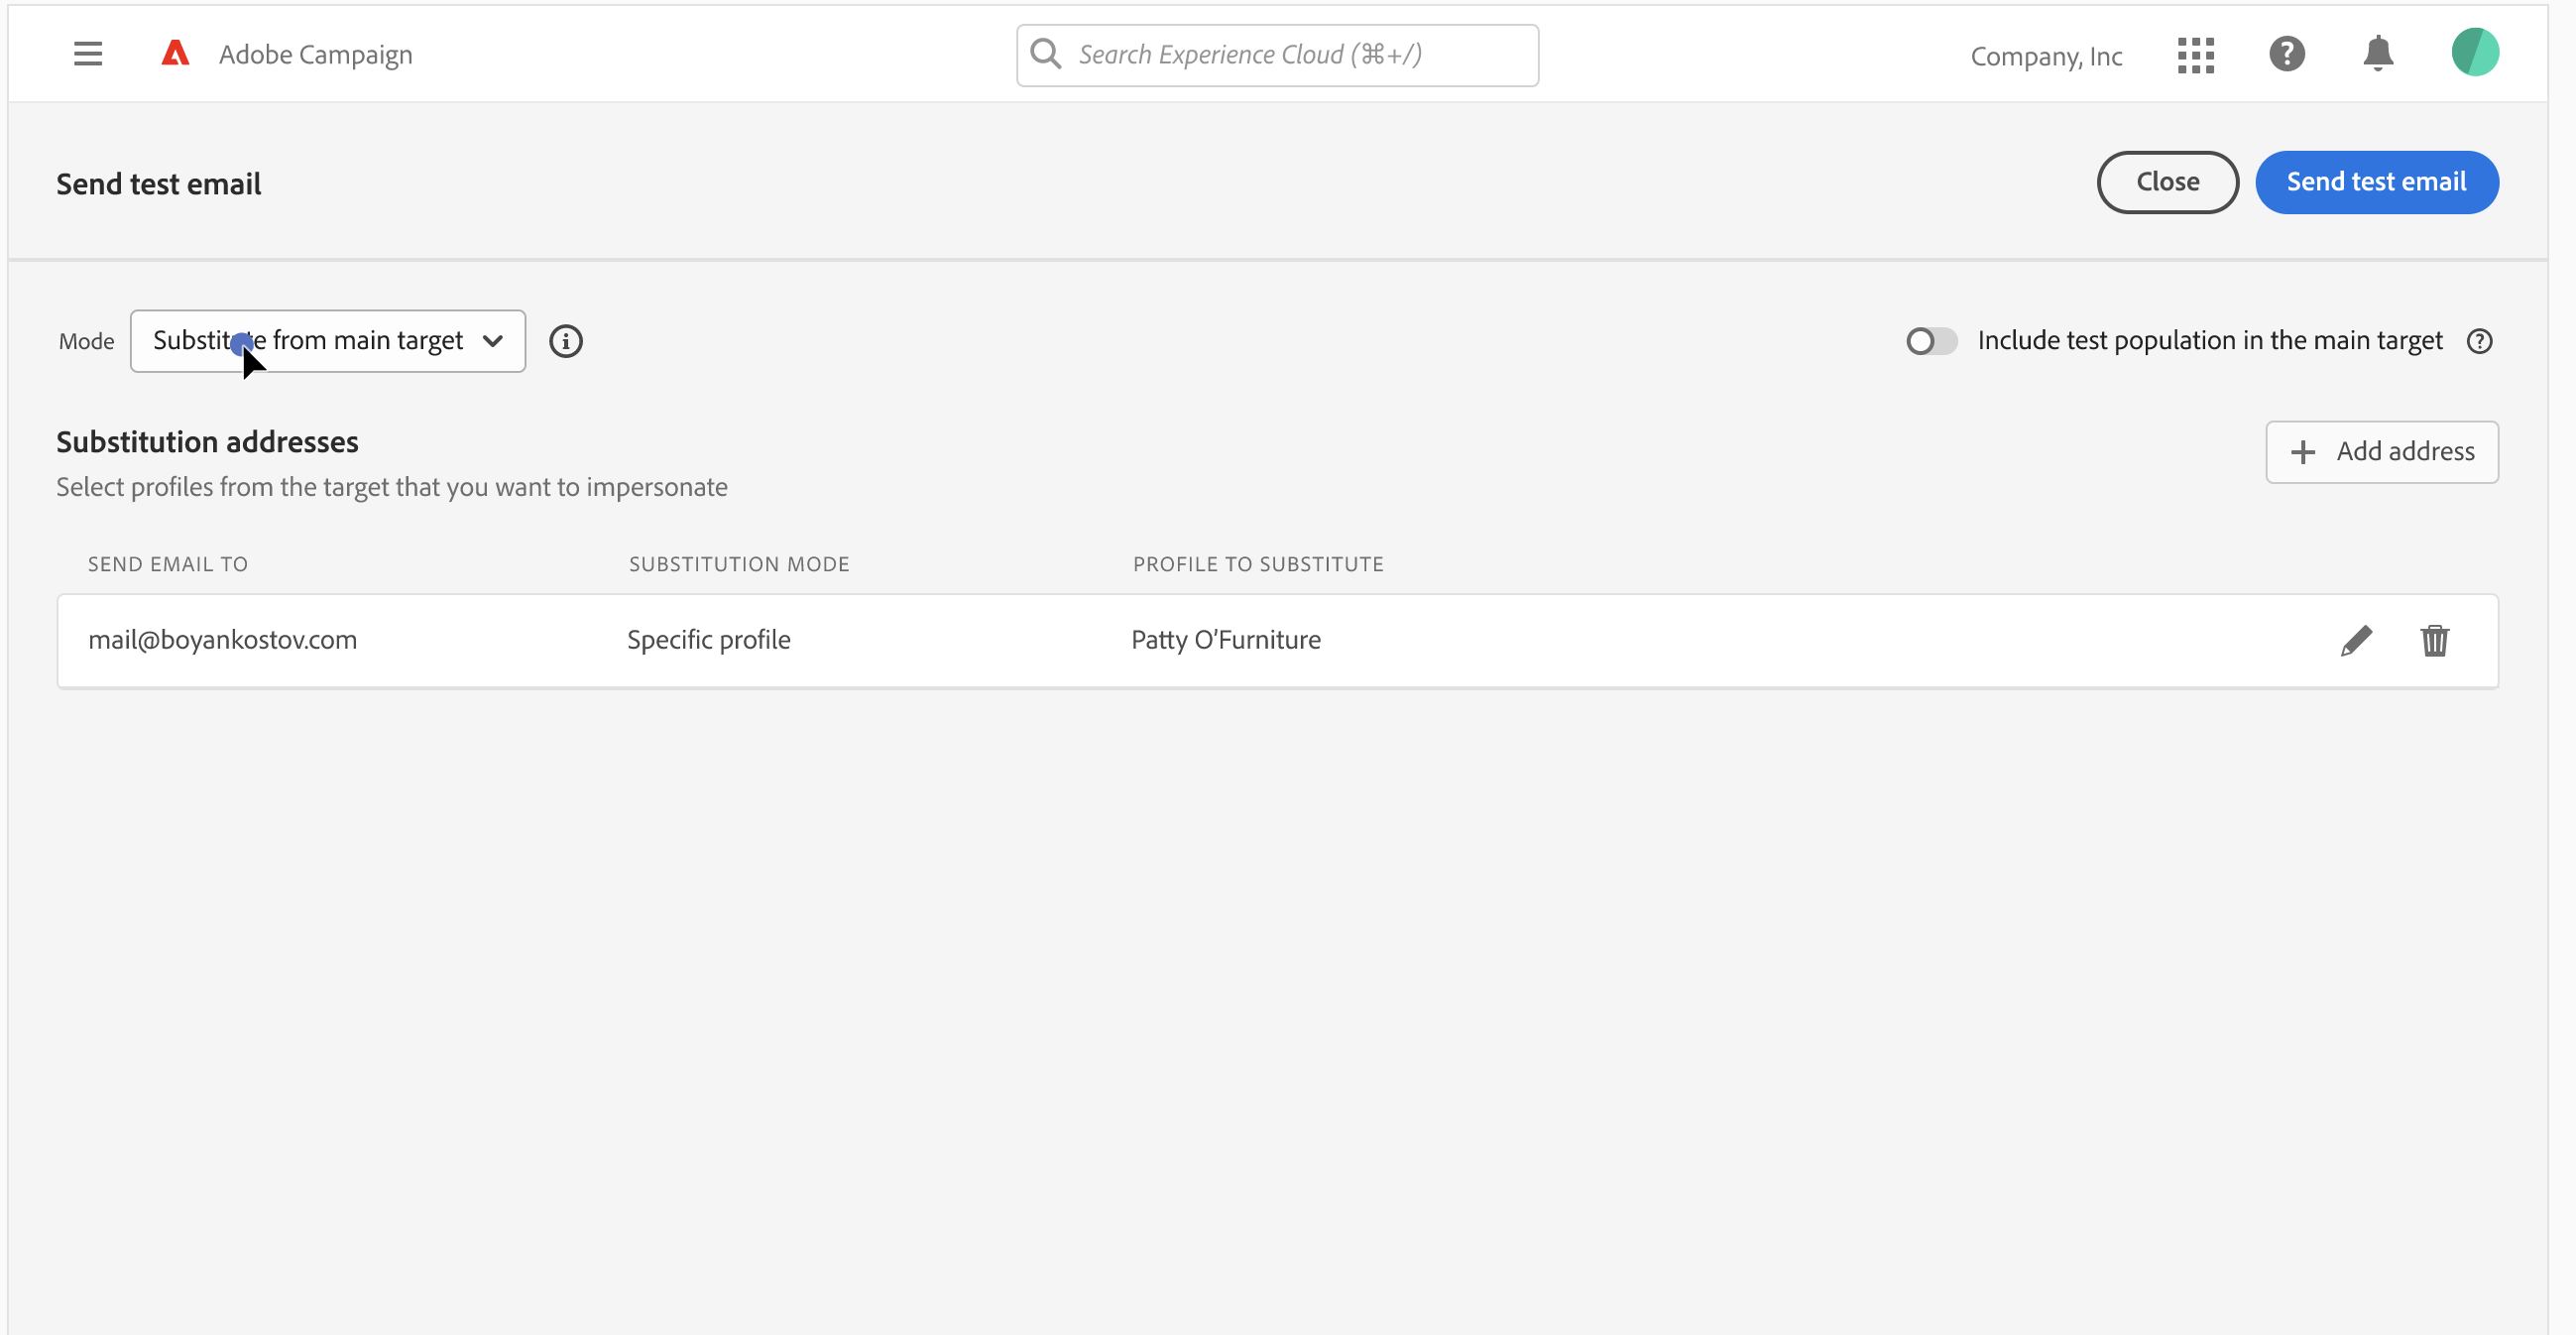 Adobe Campaign
Search Experience Cloud (⌘+/)
Company, Inc
Send test email
Close
Send test email
Mode
Substitute from main target
Include test population in the main target
Substitution addresses
Add address
Select profiles from the target that you want to impersonate
SEND EMAIL TO
SUBSTITUTION MODE
PROFILE TO SUBSTITUTE
mail@boyankostov.com
Specific profile
Patty O’Furniture